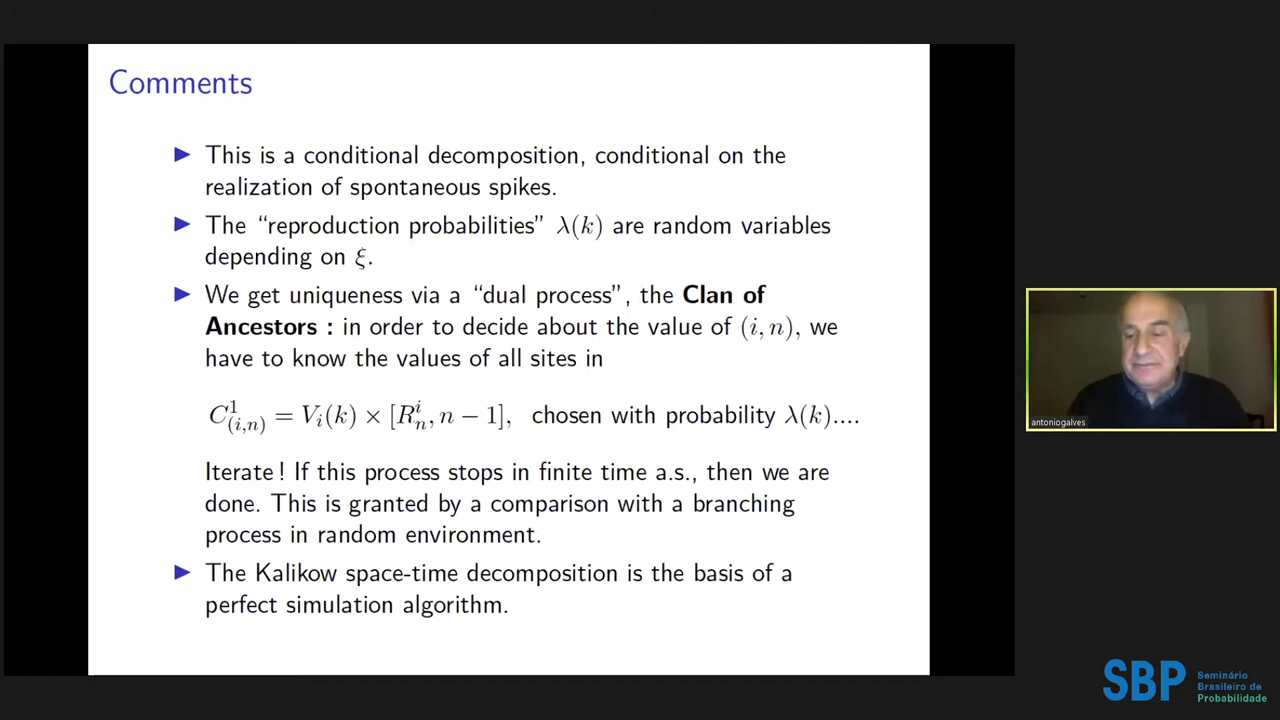 Comments
▶ This is a conditional decomposition, conditional on the
realization of spontaneous spikes.
▶ The “reproduction probabilities” λ(k) are random variables
depending on ξ.
▶ We get uniqueness via a “dual process”, the Clan of
Ancestors : in order to decide about the value of (i, n), we
have to know the values of all sites in
C^1_{(i,n)} = V_i(k) × [R^i_n, n − 1], chosen with probability λ(k)....
Iterate ! If this process stops in finite time a.s., then we are
done. This is granted by a comparison with a branching
process in random environment.
▶ The Kalikow space-time decomposition is the basis of a
perfect simulation algorithm.
antoniogalves
SBP
Seminário
Brasileiro de
Probabilidade